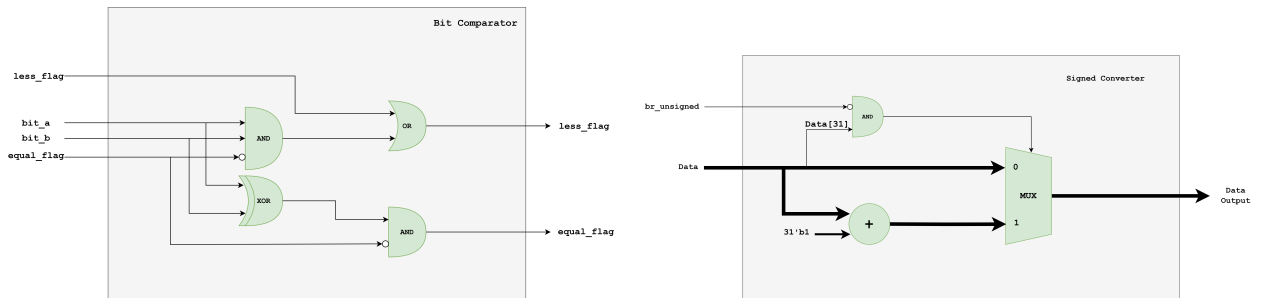 Bit Comparator
less_flag
bit_a
bit_b
equal_flag
AND
OR
XOR
AND
less_flag
equal_flag
Signed Converter
br_unsigned
AND
Data[31]
Data
0
MUX
1
+
31'b1
Data
Output